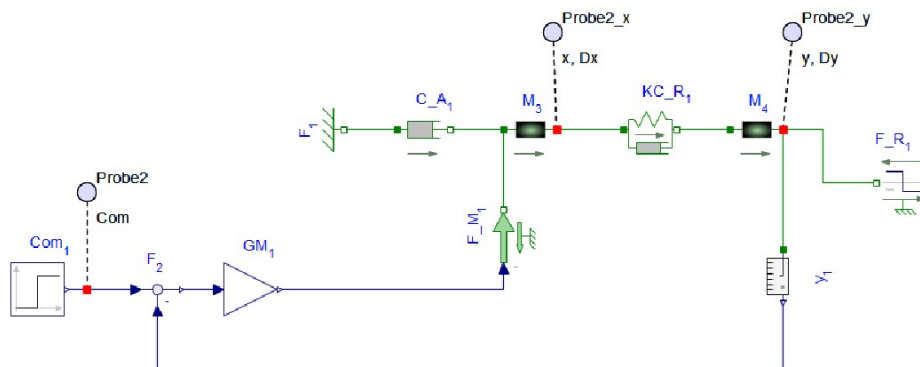 Probe2_x
Probe2_y
x, Dx
y, Dy
C_A₁
M₃
KC_R₁
M₄
F₁
F_R₁
Probe2
Com
F_M₁
Com₁
F₂
GM₁
y₁
-
-